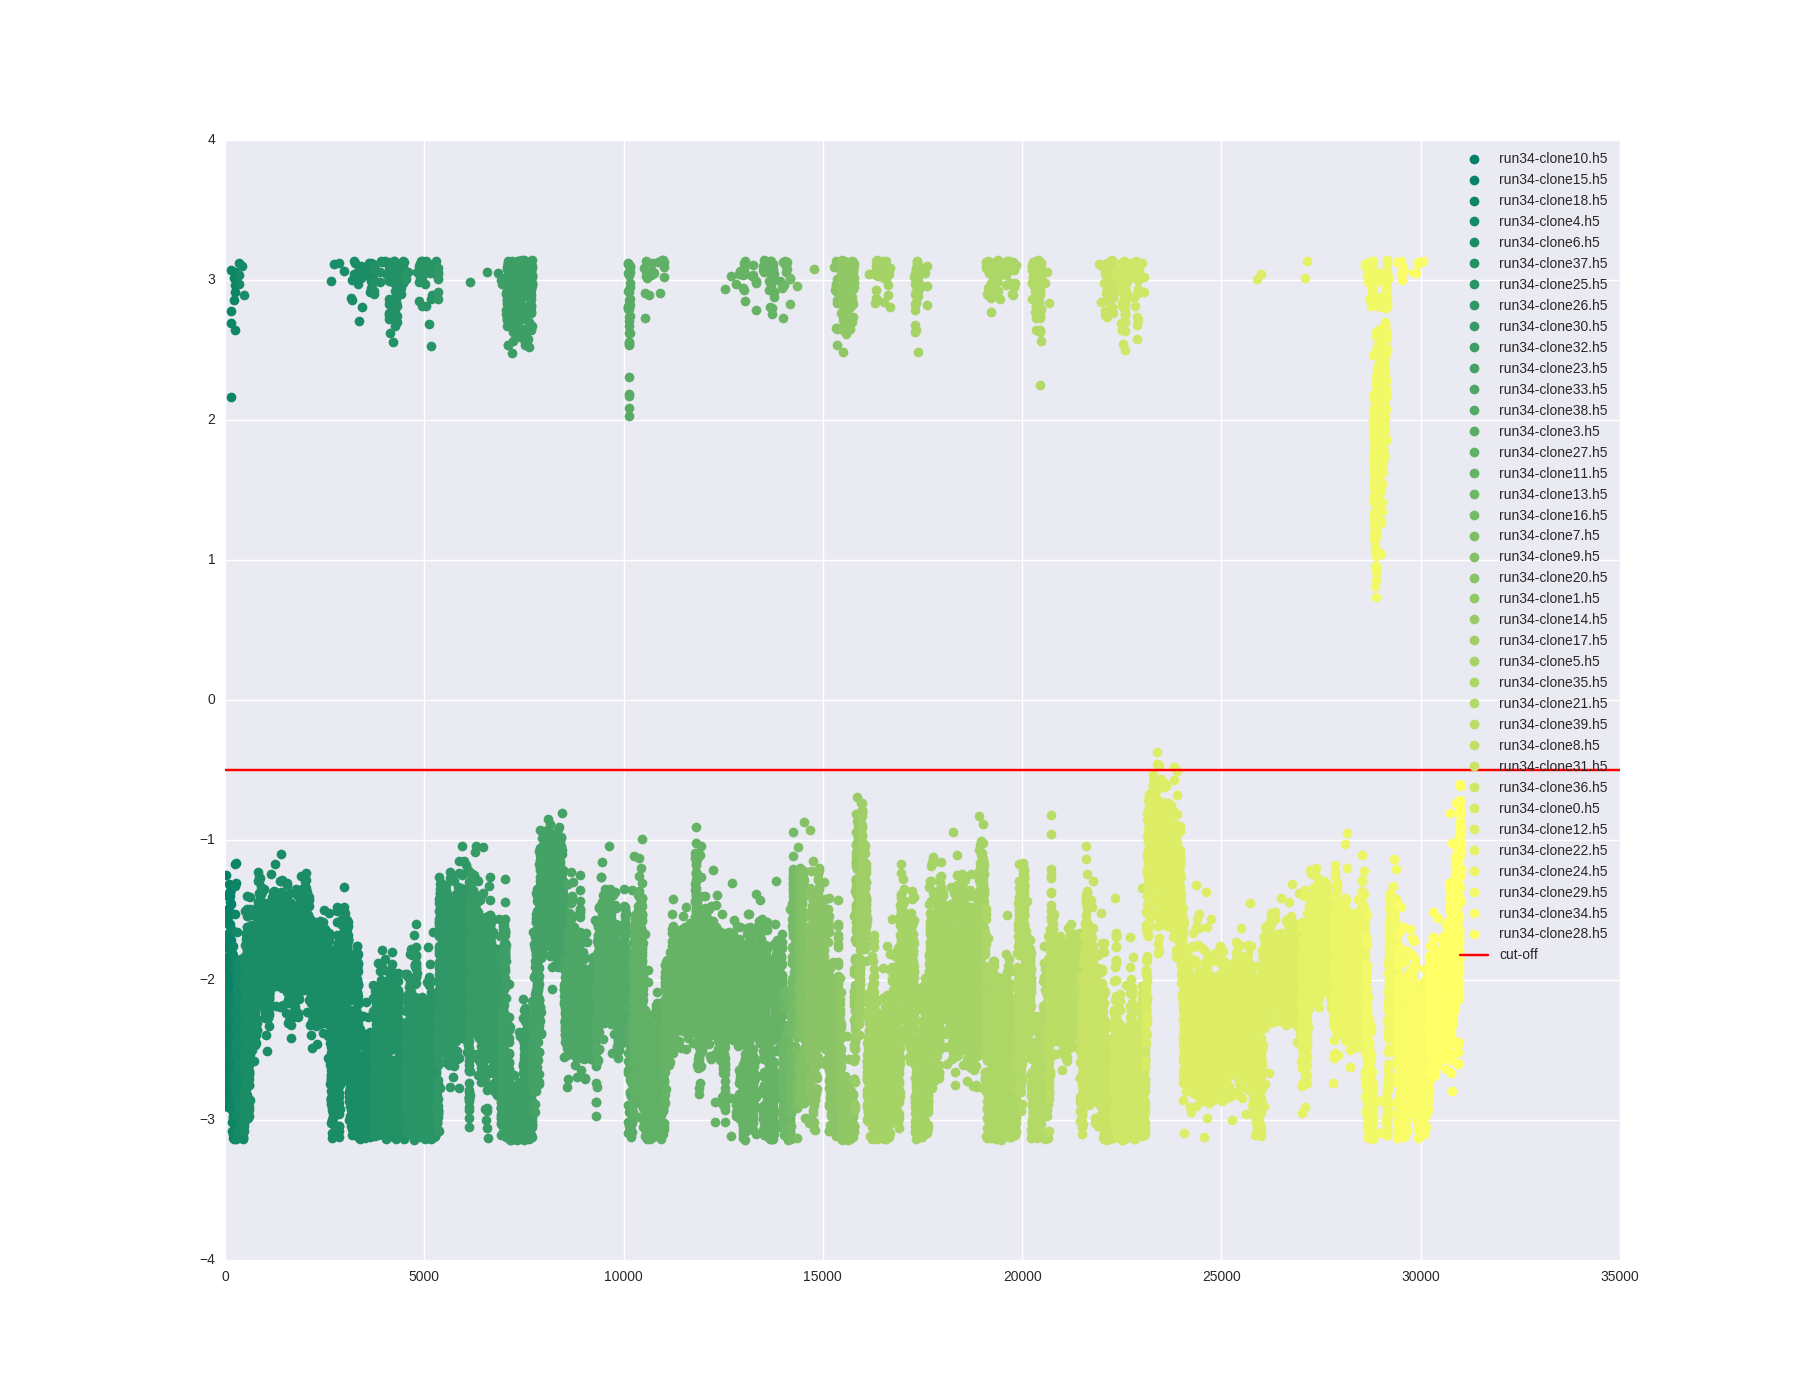 4
3
2
1
0
−1
−2
−3
−4
0
5000
10000
15000
20000
25000
30000
35000
run34-clone10.h5
run34-clone15.h5
run34-clone18.h5
run34-clone4.h5
run34-clone6.h5
run34-clone37.h5
run34-clone25.h5
run34-clone26.h5
run34-clone30.h5
run34-clone32.h5
run34-clone23.h5
run34-clone33.h5
run34-clone38.h5
run34-clone3.h5
run34-clone27.h5
run34-clone11.h5
run34-clone13.h5
run34-clone16.h5
run34-clone7.h5
run34-clone9.h5
run34-clone20.h5
run34-clone1.h5
run34-clone14.h5
run34-clone17.h5
run34-clone5.h5
run34-clone35.h5
run34-clone21.h5
run34-clone39.h5
run34-clone8.h5
run34-clone31.h5
run34-clone36.h5
run34-clone0.h5
run34-clone12.h5
run34-clone22.h5
run34-clone24.h5
run34-clone29.h5
run34-clone34.h5
run34-clone28.h5
cut-off